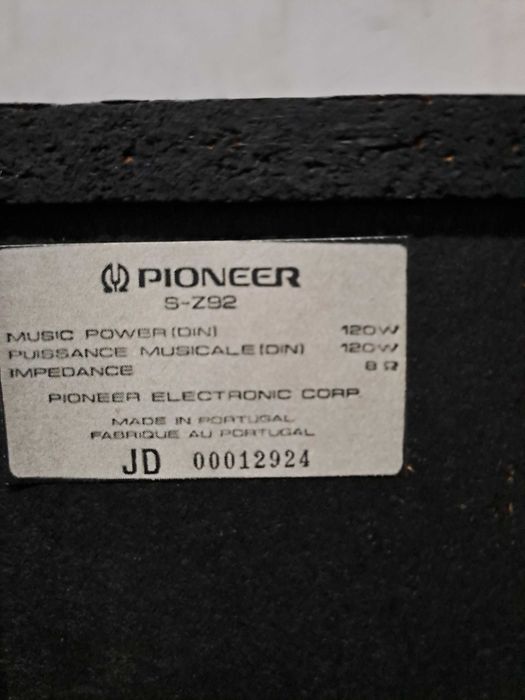 PIONEER
S-Z92
MUSIC POWER (DIN) 120W
PUISSANCE MUSICALE (DIN) 120W
IMPEDANCE 8 Ω
PIONEER ELECTRONIC CORP.
MADE IN PORTUGAL
FABRIQUE AU PORTUGAL
JD 00012924